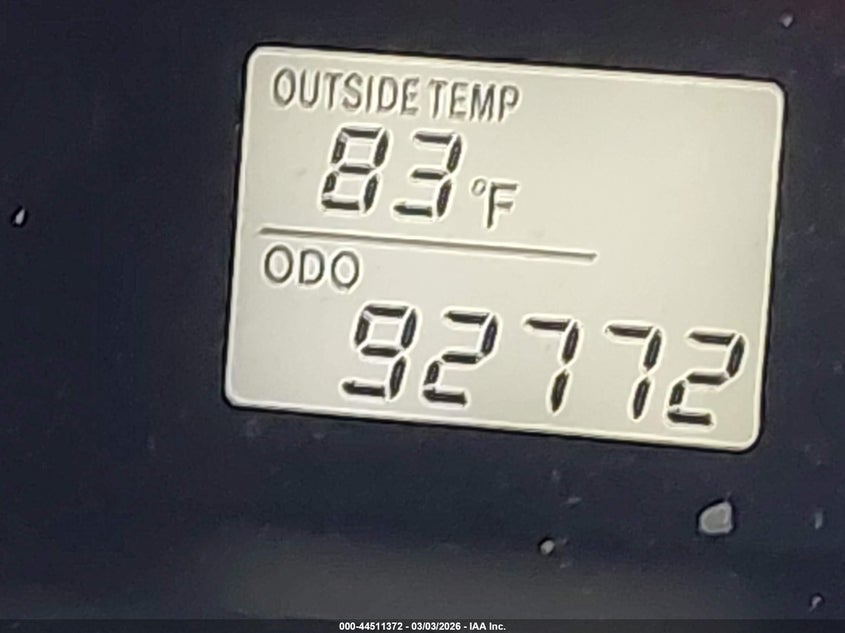 OUTSIDE TEMP
83 °F
ODO
92772
000-44511372 - 03/03/2026 - IAA Inc.